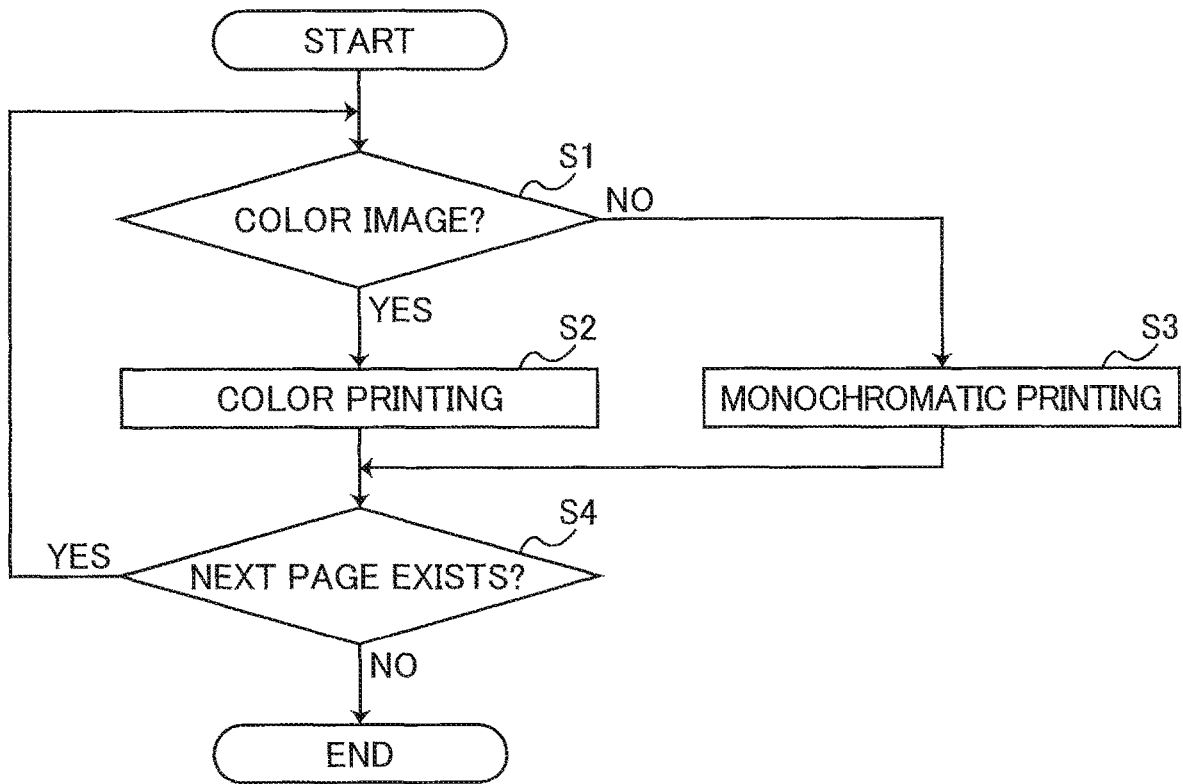 START
S1
COLOR IMAGE?
NO
YES
S2
COLOR PRINTING
S3
MONOCHROMATIC PRINTING
S4
YES
NEXT PAGE EXISTS?
NO
END